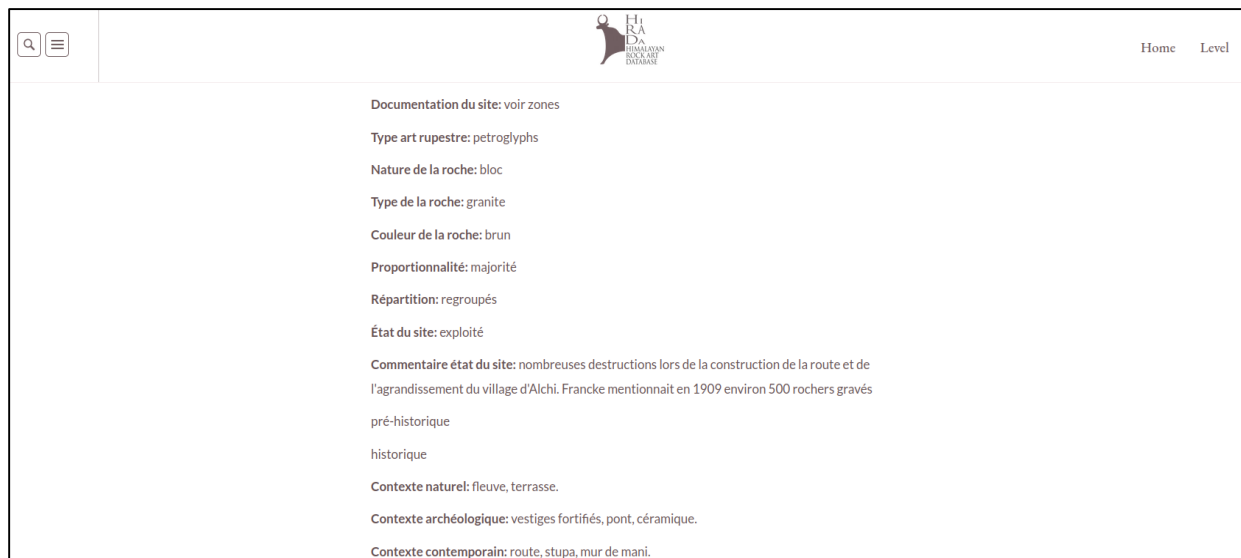 Hi
RA
DA
HIMALAYAN
ROCK ART
DATABASE
Home Level
Documentation du site: voir zones
Type art rupestre: petroglyphs
Nature de la roche: bloc
Type de la roche: granite
Couleur de la roche: brun
Proportionnalité: majorité
Répartition: regroupés
État du site: exploité
Commentaire état du site: nombreuses destructions lors de la construction de la route et de
l'agrandissement du village d'Alchi. Francke mentionnait en 1909 environ 500 rochers gravés
pré-historique
historique
Contexte naturel: fleuve, terrasse.
Contexte archéologique: vestiges fortifiés, pont, céramique.
Contexte contemporain: route, stupa, mur de mani.